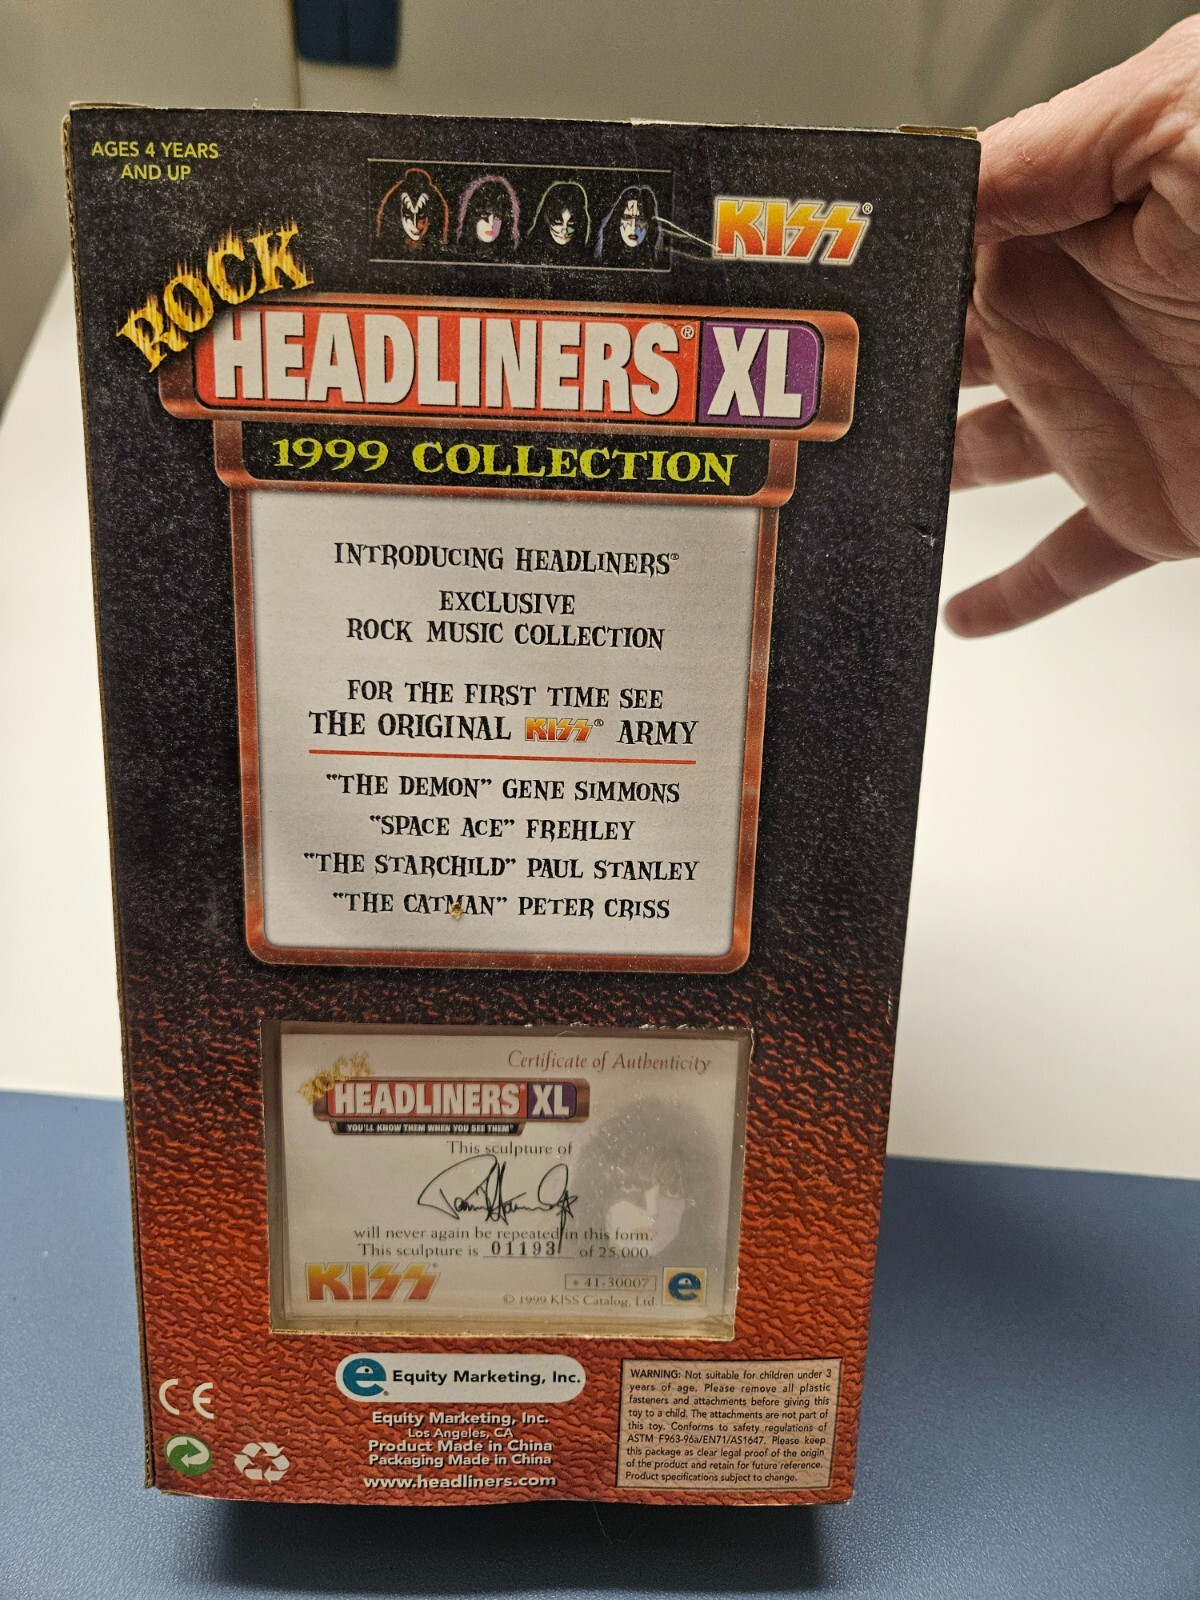 AGES 4 YEARS
AND UP
KISS®
ROCK
HEADLINERS® XL
1999 COLLECTION
INTRODUCING HEADLINERS®
EXCLUSIVE
ROCK MUSIC COLLECTION
FOR THE FIRST TIME SEE
THE ORIGINAL KISS® ARMY
"THE DEMON" GENE SIMMONS
"SPACE ACE" FREHLEY
"THE STARCHILD" PAUL STANLEY
"THE CATMAN" PETER CRISS
Certificate of Authenticity
ROCK
HEADLINERS® XL
YOU'LL KNOW THEM WHEN YOU SEE THEM®
This sculpture of
Paul Stanley
will never again be repeated in this form.
This sculpture is 01193 of 25,000
KISS®
* 41-30007
e
© 1999 KISS Catalog, Ltd.
e® Equity Marketing, Inc.
Equity Marketing, Inc.
Los Angeles, CA
Product Made in China
Packaging Made in China
www.headliners.com
CE
WARNING: Not suitable for children under 3
years of age. Please remove all plastic
fasteners and attachments before giving this
toy to a child. The attachments are not part of
this toy. Conforms to safety regulations of
ASTM F963-96a/EN71/AS1647. Please keep
this package as clear legal proof of the origin
of the product and retain for future reference.
Product specifications subject to change.